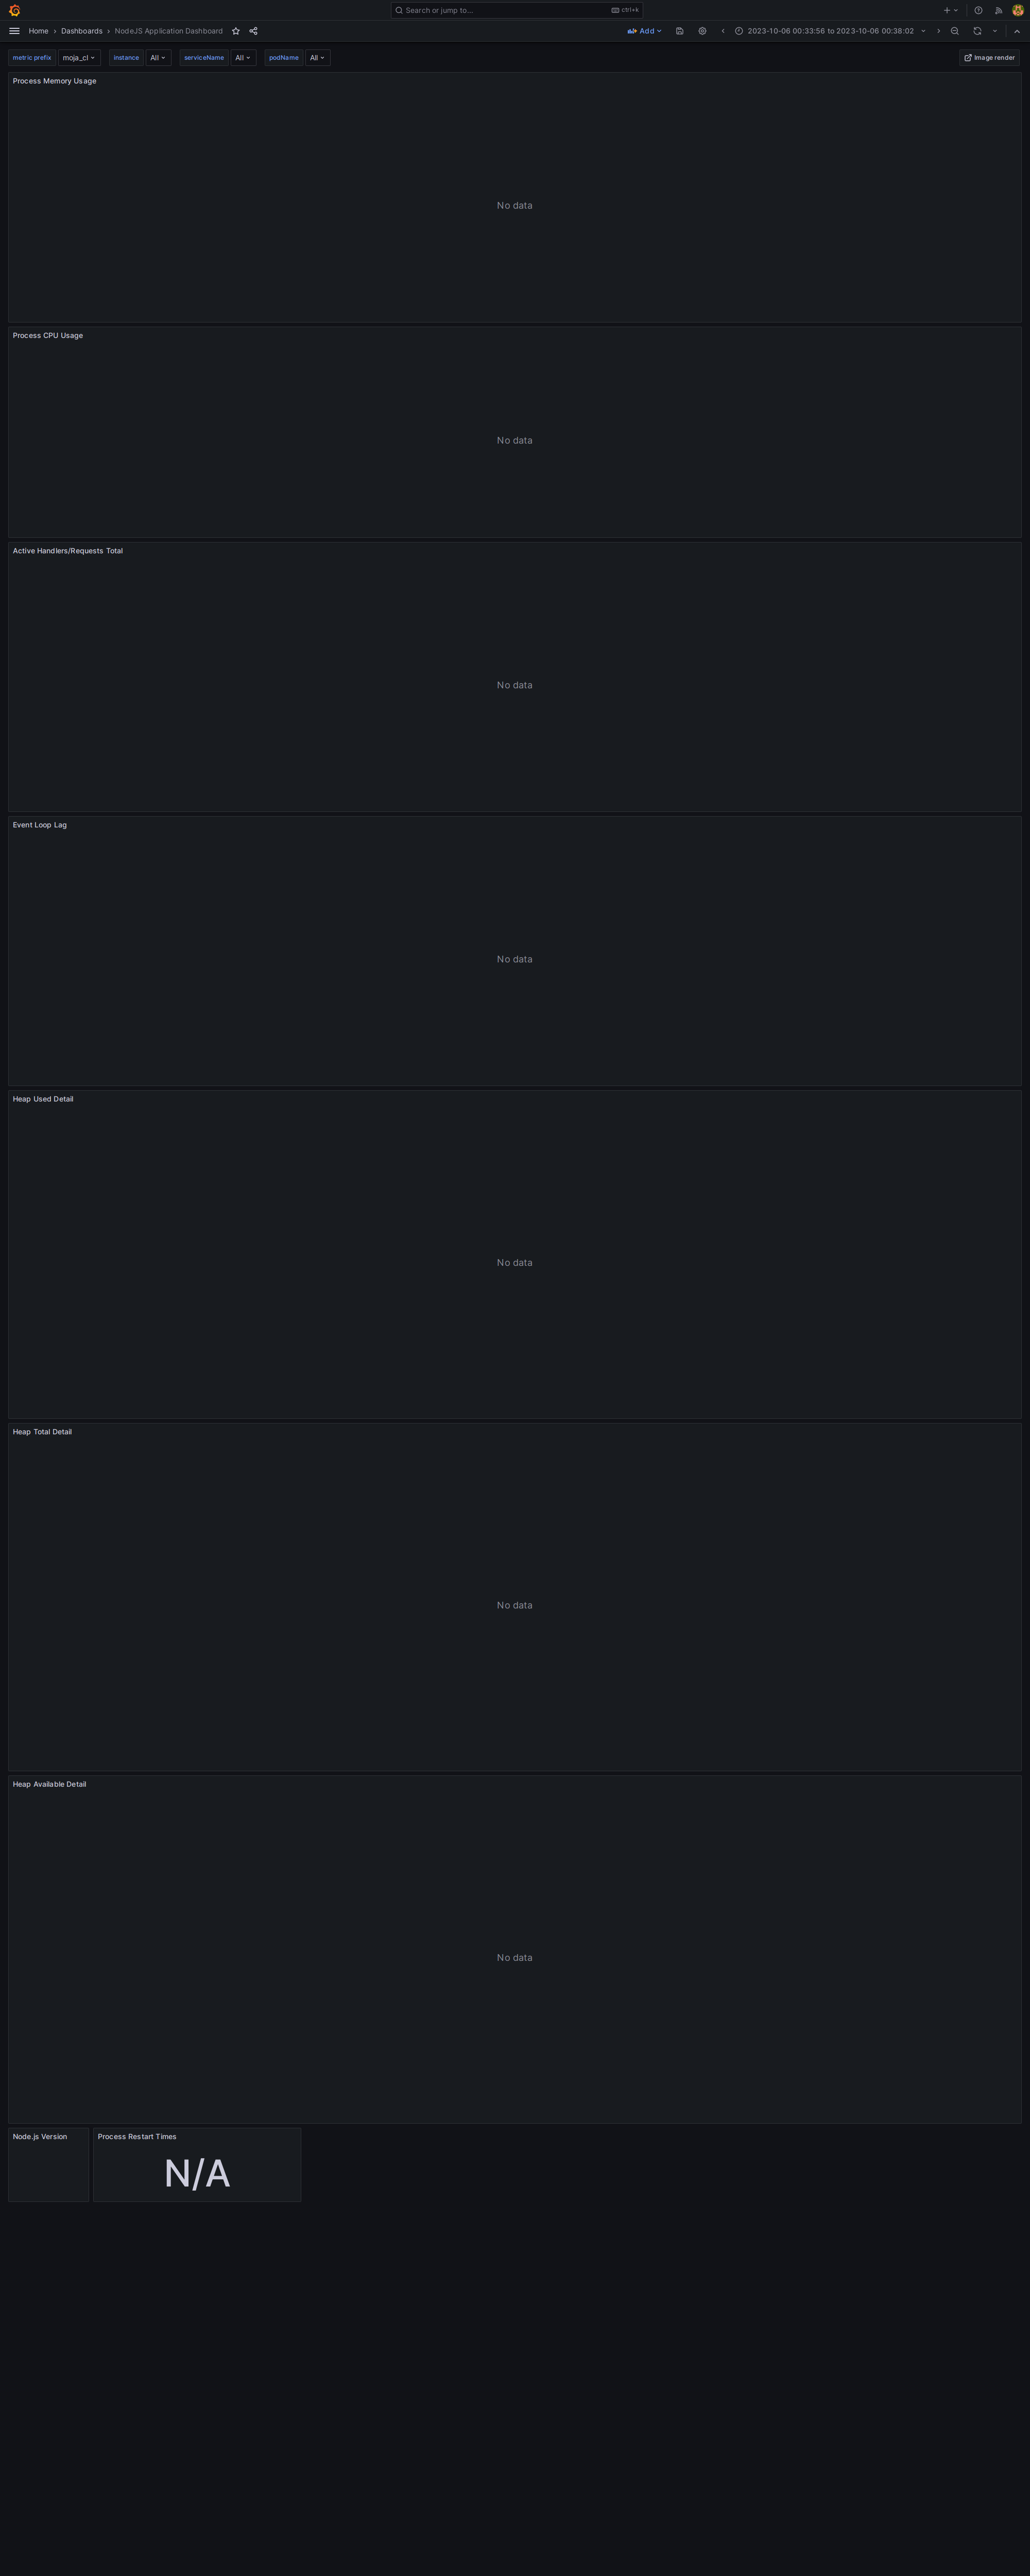 Search or jump to...
ctrl+k
Home
Dashboards
NodeJS Application Dashboard
Add
2023-10-06 00:33:56 to 2023-10-06 00:38:02
metric prefix
moja_cl
instance
All
serviceName
All
podName
All
Image render
Process Memory Usage
No data
Process CPU Usage
No data
Active Handlers/Requests Total
No data
Event Loop Lag
No data
Heap Used Detail
No data
Heap Total Detail
No data
Heap Available Detail
No data
Node.js Version
Process Restart Times
N/A